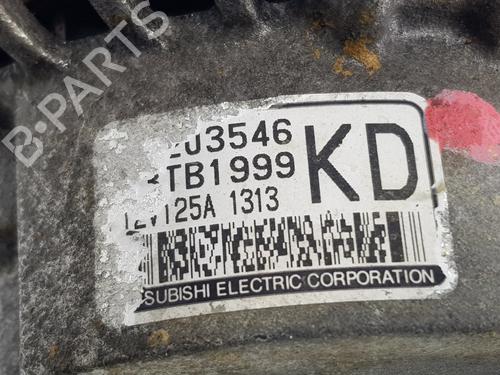 B-PARTS
03546
TB1999
KD
125A 1313
SUBISHI ELECTRIC CORPORATION